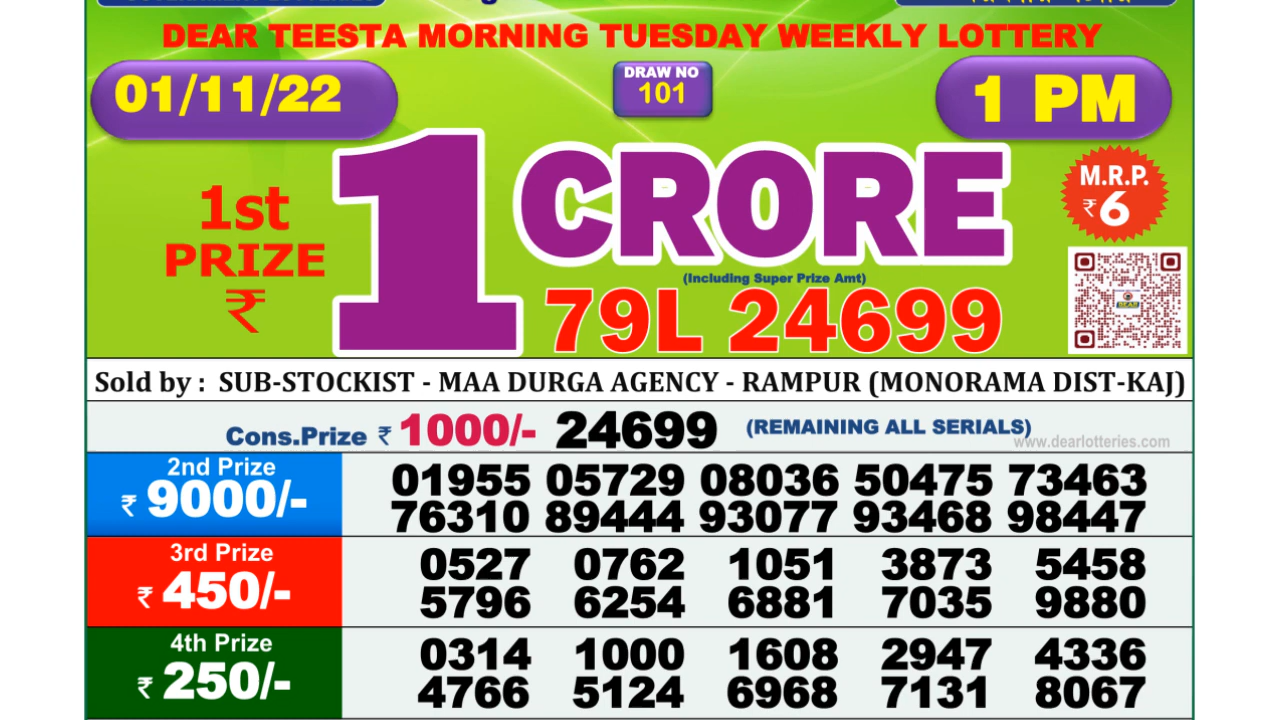 DEAR TEESTA MORNING TUESDAY WEEKLY LOTTERY
01/11/22
DRAW NO
101
1 PM
1st
PRIZE
₹
1 CRORE
(Including Super Prize Amt)
79L 24699
M.R.P.
₹6
DEAR
Sold by : SUB-STOCKIST - MAA DURGA AGENCY - RAMPUR (MONORAMA DIST-KAJ)
Cons.Prize ₹ 1000/- 24699 (REMAINING ALL SERIALS)
www.dearlotteries.com
2nd Prize
₹ 9000/-
01955 05729 08036 50475 73463
76310 89444 93077 93468 98447
3rd Prize
₹ 450/-
0527 0762 1051 3873 5458
5796 6254 6881 7035 9880
4th Prize
₹ 250/-
0314 1000 1608 2947 4336
4766 5124 6968 7131 8067